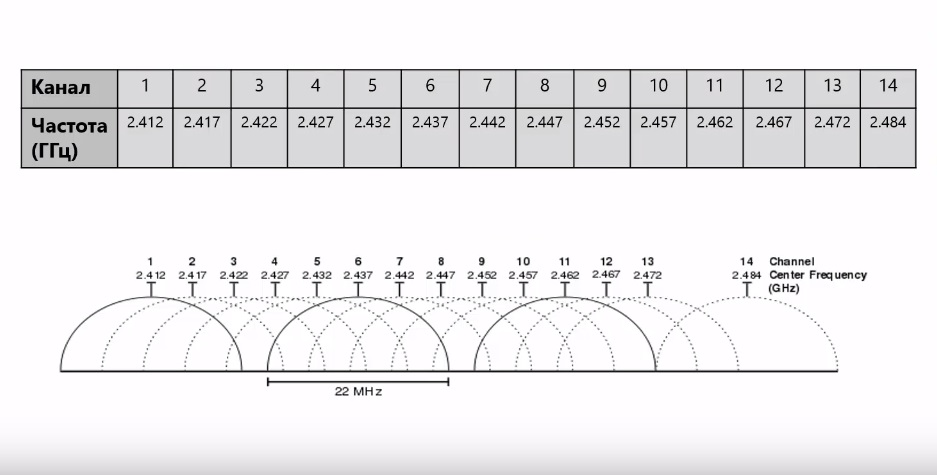 Канал 1 2 3 4 5 6 7 8 9 10 11 12 13 14
Частота 2.412 2.417 2.422 2.427 2.432 2.437 2.442 2.447 2.452 2.457 2.462 2.467 2.472 2.484
(ГГц)
1 2 3 4 5 6 7 8 9 10 11 12 13 14 Channel
2.412 2.417 2.422 2.427 2.432 2.437 2.442 2.447 2.452 2.457 2.462 2.467 2.472 2.484 Center Frequency
(GHz)
22 MHz